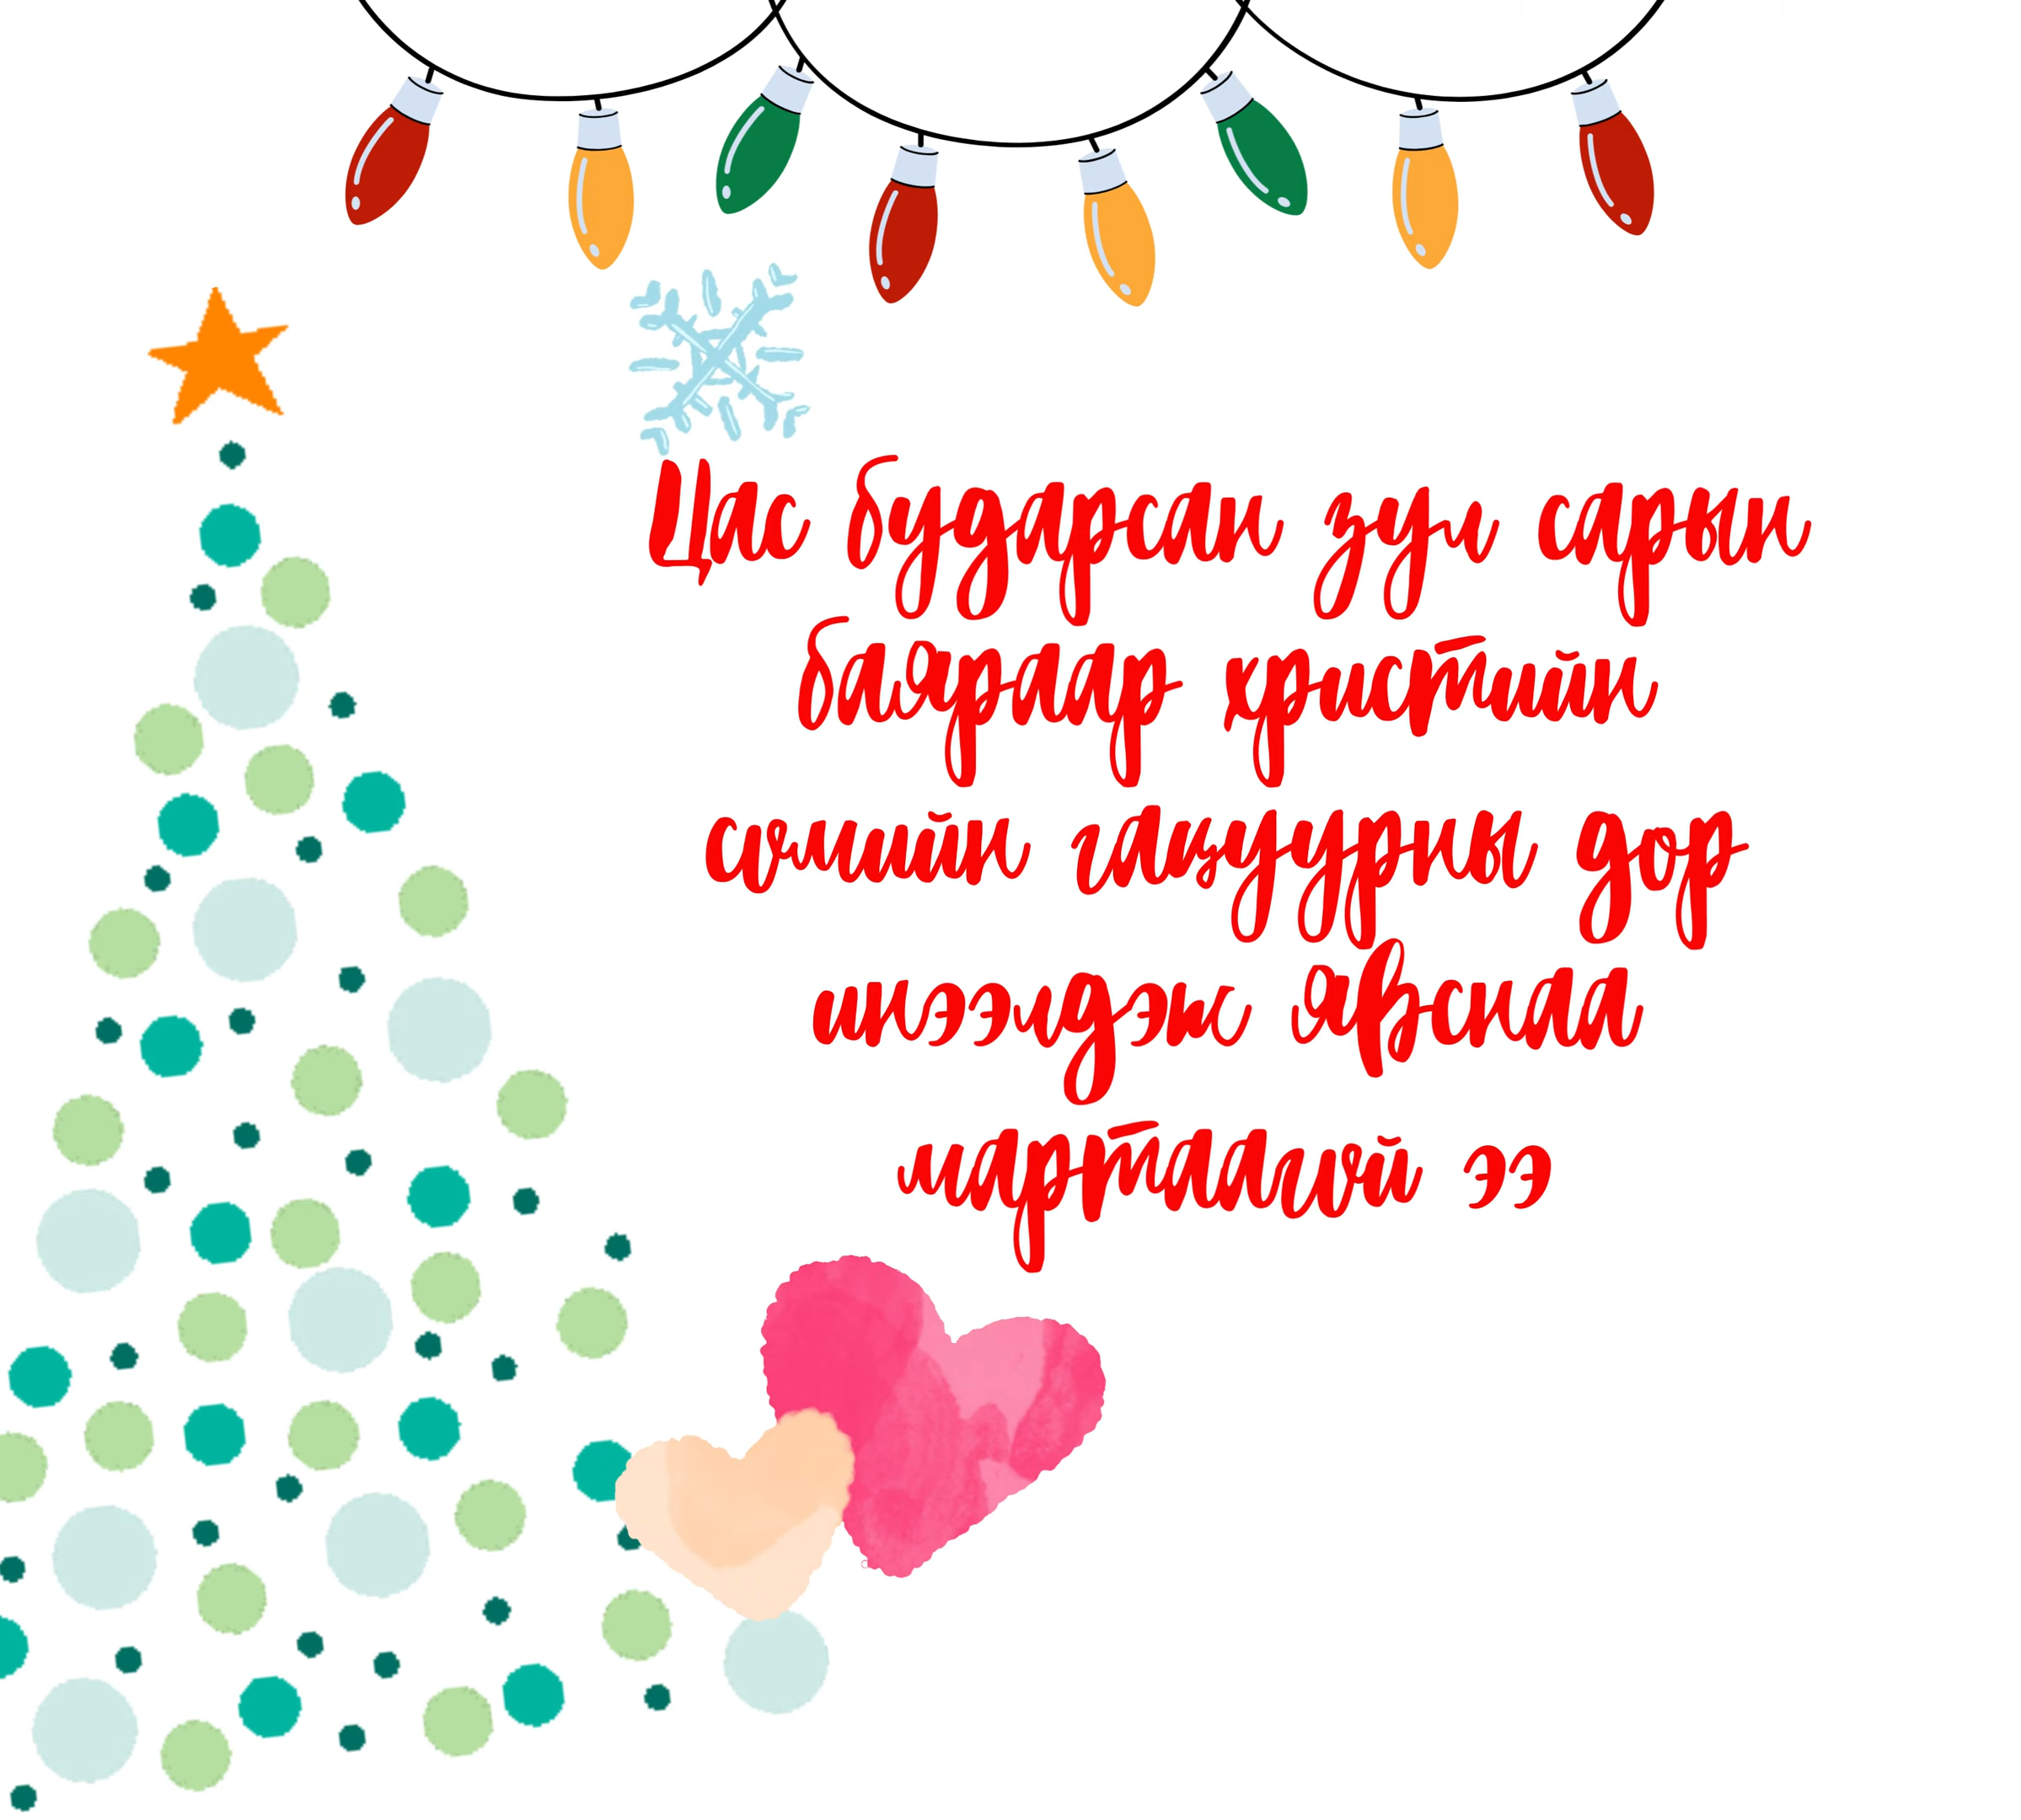 Цас бударсан зул сарын
баяраар христийн
сүмийн гацуурны дор
инээлдэж явснаа
мартаагүй ээ